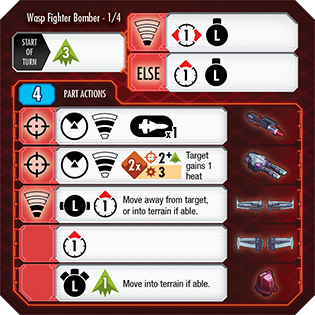 Wasp Fighter Bomber - 1/4
START
OF
TURN
3
1
L
ELSE
1
L
4 PART ACTIONS
x1
2x
2+
3
Target
gains 1
heat
L
1
Move away from target,
or into terrain if able.
1
L
1
Move into terrain if able.